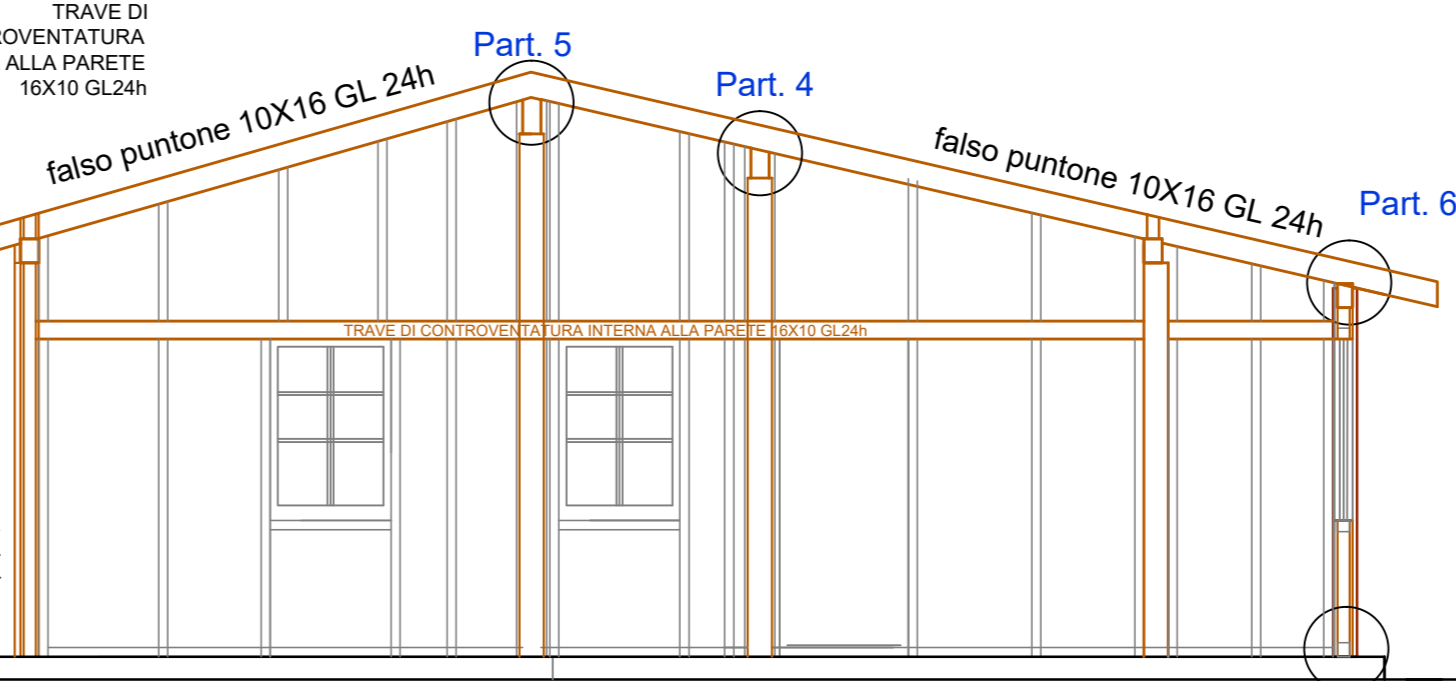 TRAVE DI
ROVENTATURA
ALLA PARETE
16X10 GL24h
falso puntone 10X16 GL 24h
Part. 5
Part. 4
falso puntone 10X16 GL 24h
Part. 6
TRAVE DI CONTROVENTATURA INTERNA ALLA PARETE 16X10 GL24h